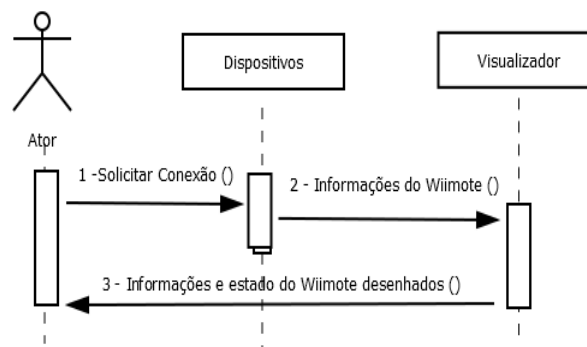 Dispositivos
Visualizador
Ator
1 -Solicitar Conexão ()
2 - Informações do Wiimote ()
3 - Informações e estado do Wiimote desenhados ()